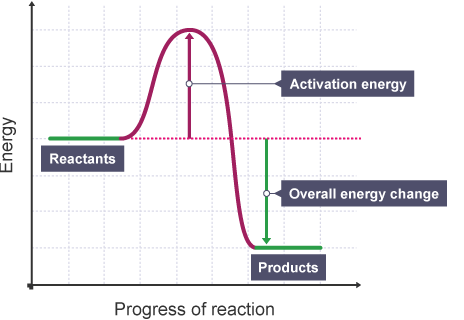 Energy
Activation energy
Reactants
Overall energy change
Products
Progress of reaction